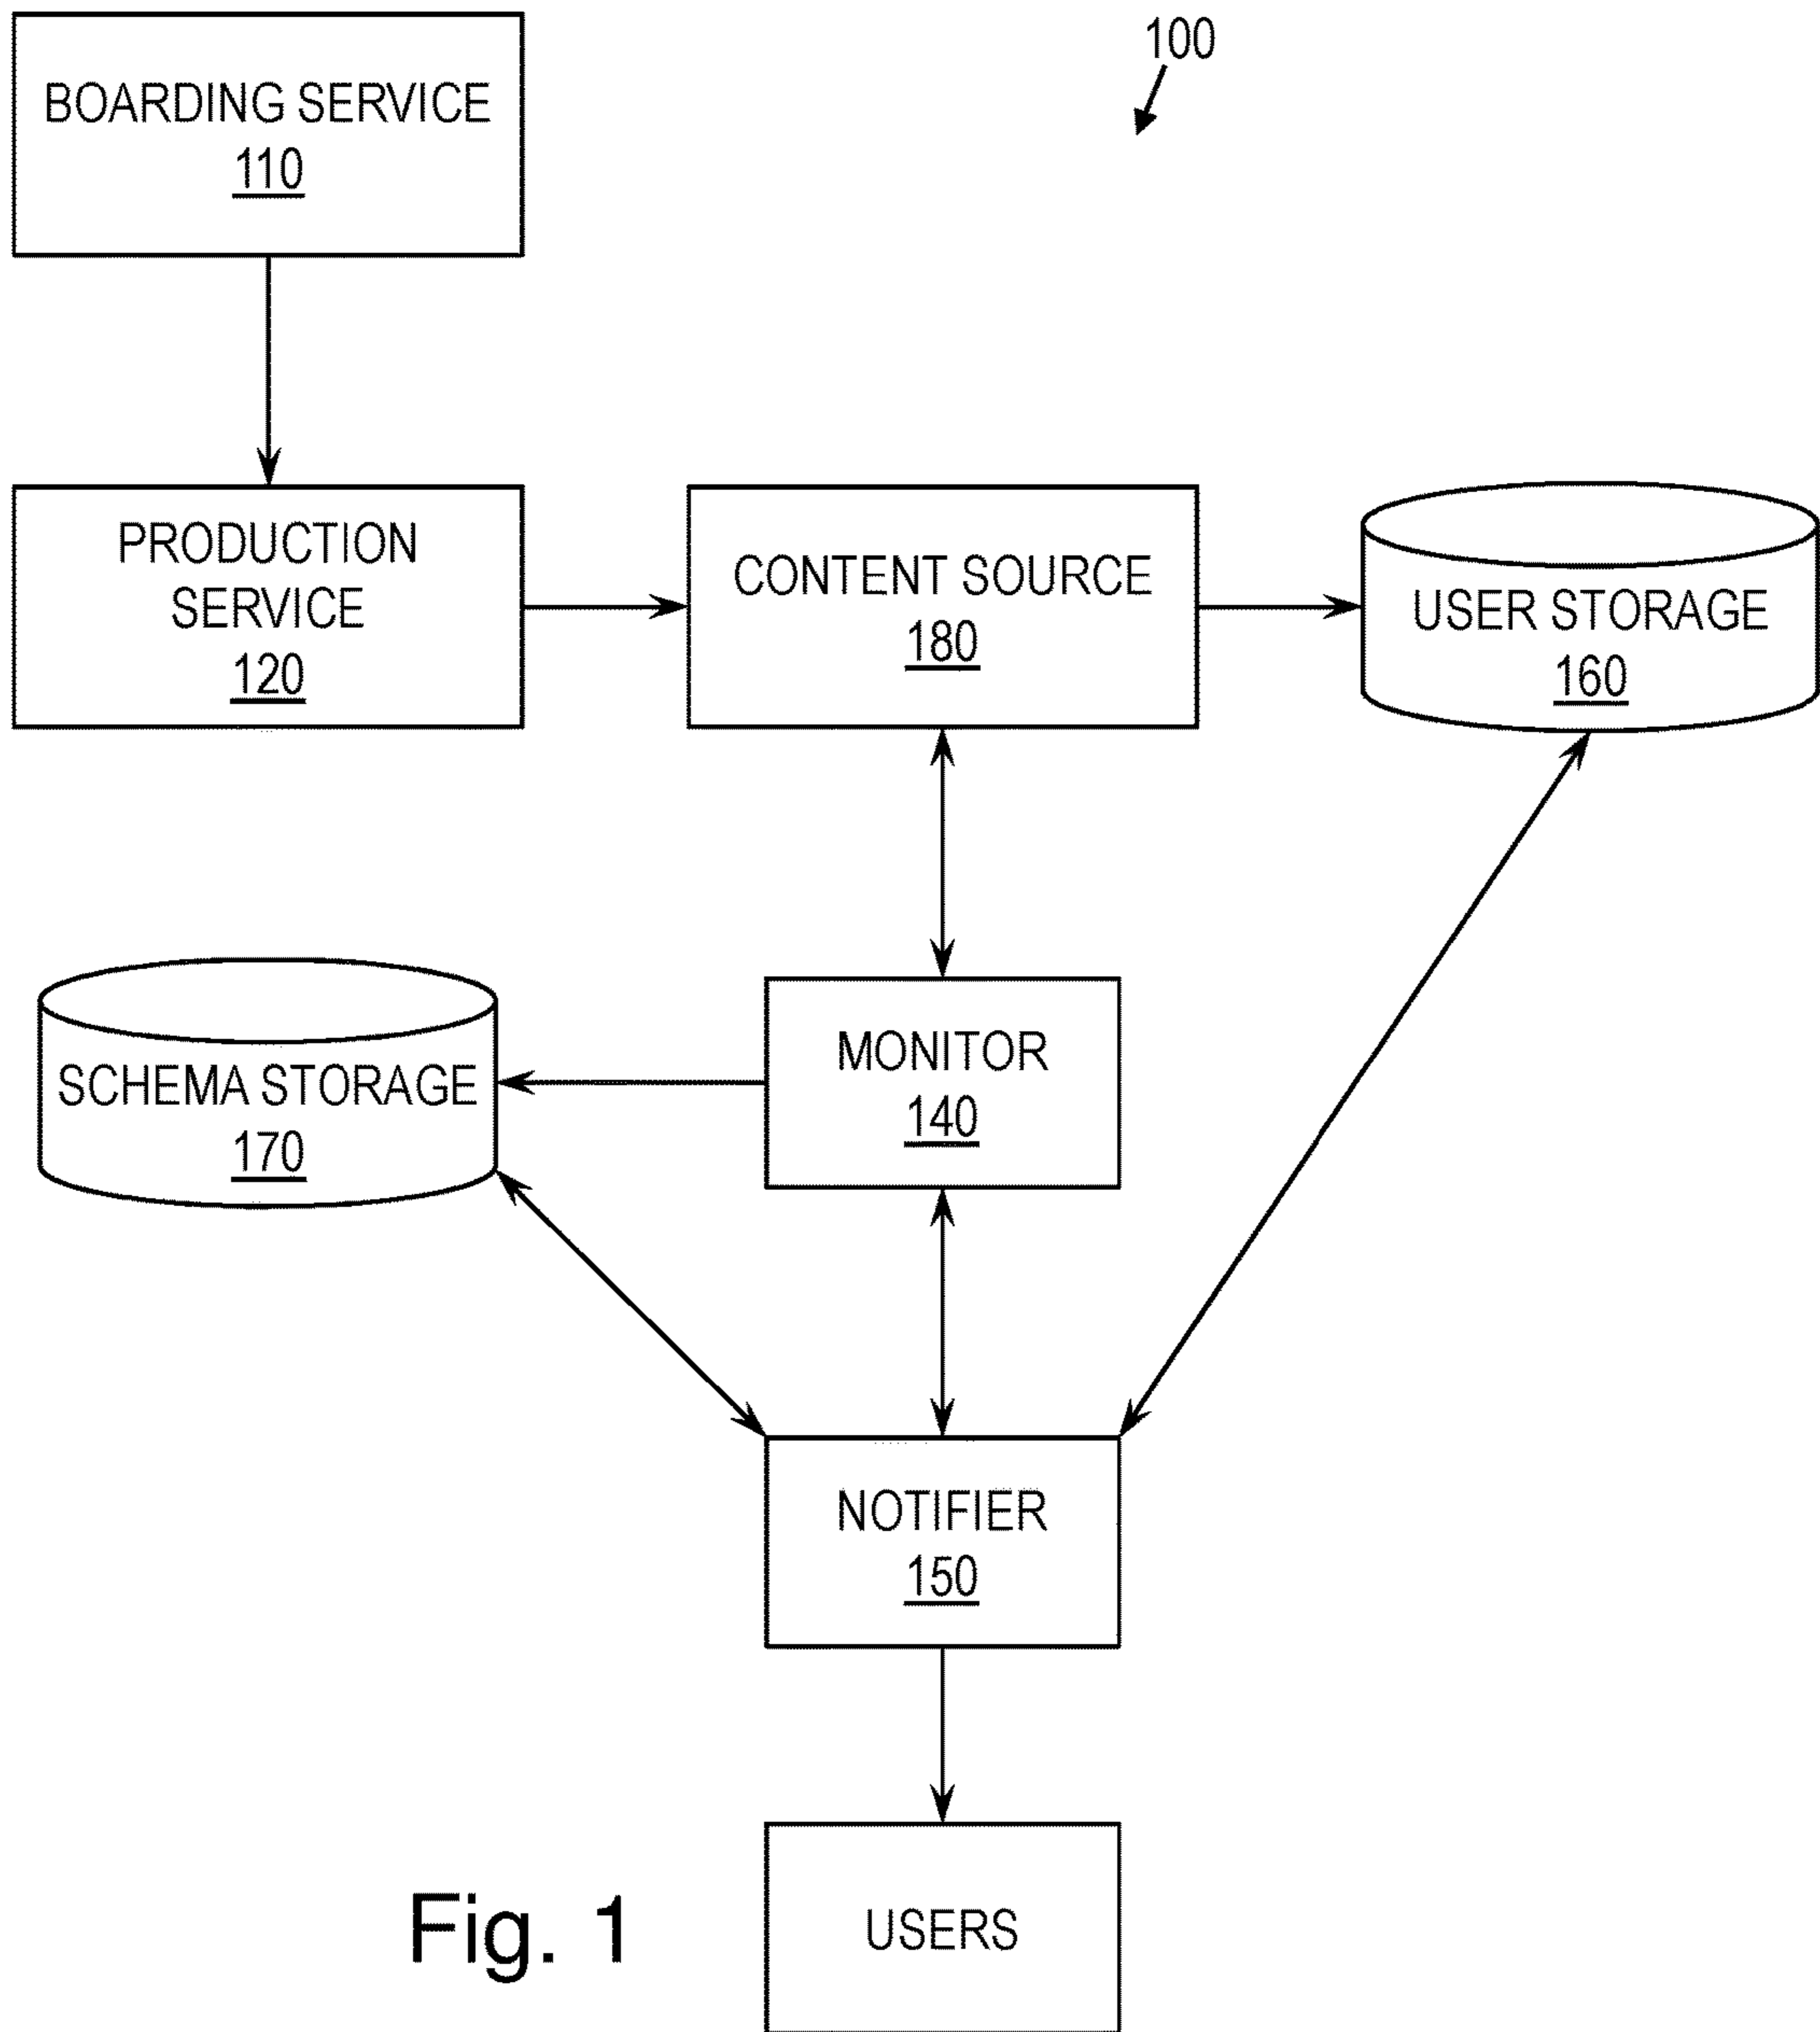 100
BOARDING SERVICE
110
PRODUCTION
SERVICE
120
CONTENT SOURCE
180
USER STORAGE
160
SCHEMA STORAGE
170
MONITOR
140
NOTIFIER
150
USERS
Fig. 1